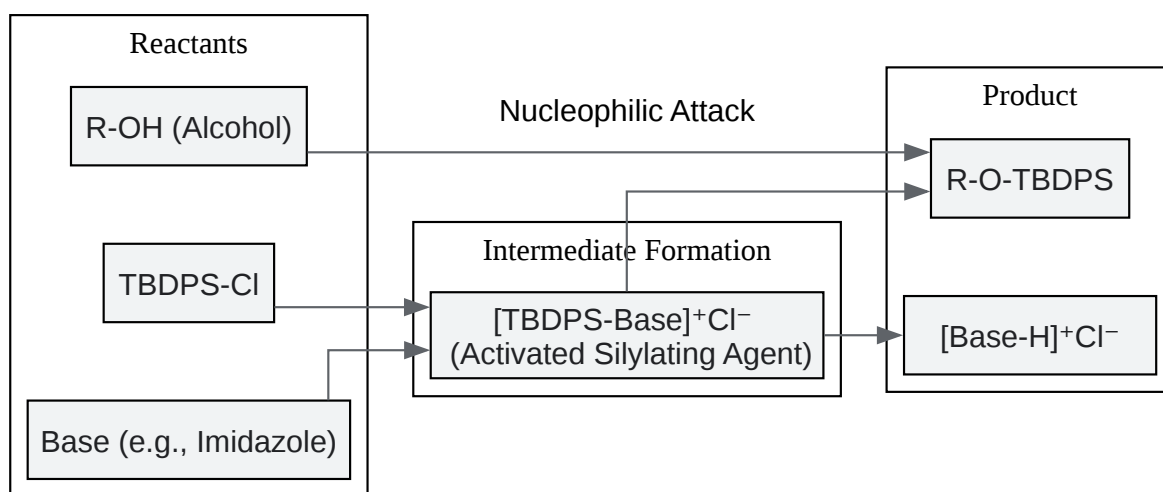 Reactants
R-OH (Alcohol)
TBDPS-Cl
Base (e.g., Imidazole)
Nucleophilic Attack
Intermediate Formation
[TBDPS-Base]⁺Cl⁻
(Activated Silylating Agent)
Product
R-O-TBDPS
[Base-H]⁺Cl⁻